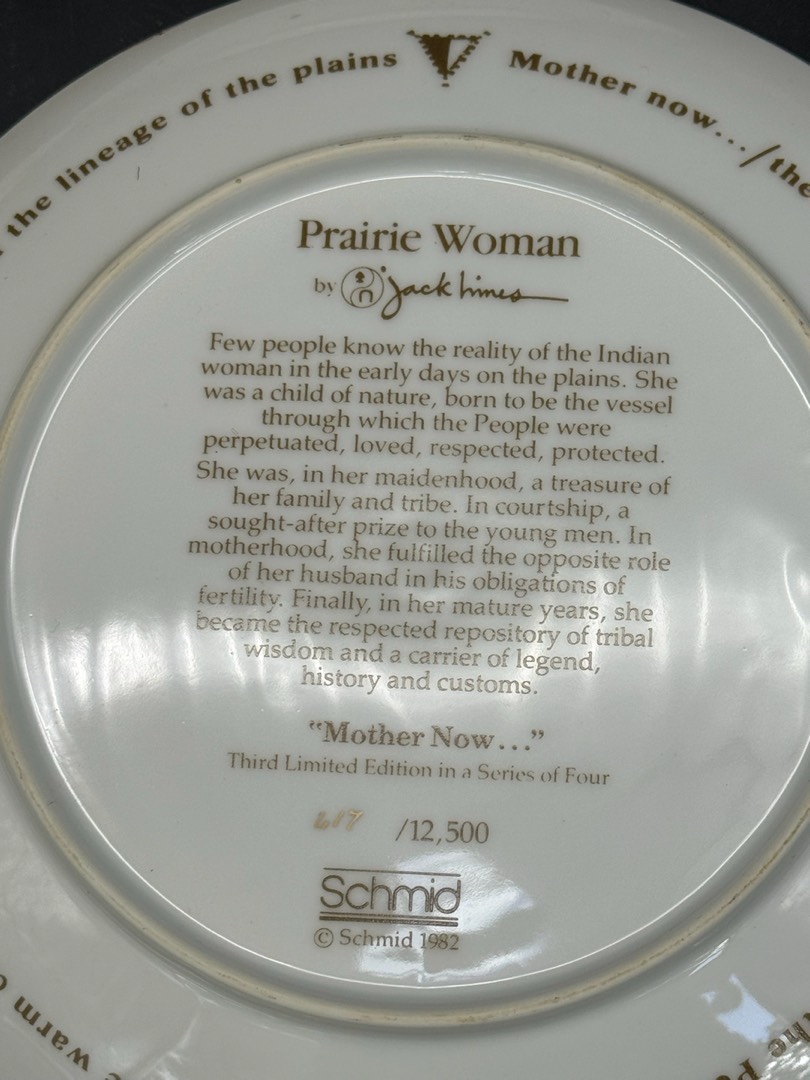 the lineage of the plains
Mother now.../the
Prairie Woman
by jack hines
Few people know the reality of the Indian
woman in the early days on the plains. She
was a child of nature, born to be the vessel
through which the People were
perpetuated, loved, respected, protected.
She was, in her maidenhood, a treasure of
her family and tribe. In courtship, a
sought-after prize to the young men. In
motherhood, she fulfilled the opposite role
of her husband in his obligations of
fertility. Finally, in her mature years, she
became the respected repository of tribal
wisdom and a carrier of legend,
history and customs.
"Mother Now..."
Third Limited Edition in a Series of Four
/12,500
Schmid
© Schmid 1982
warm
the